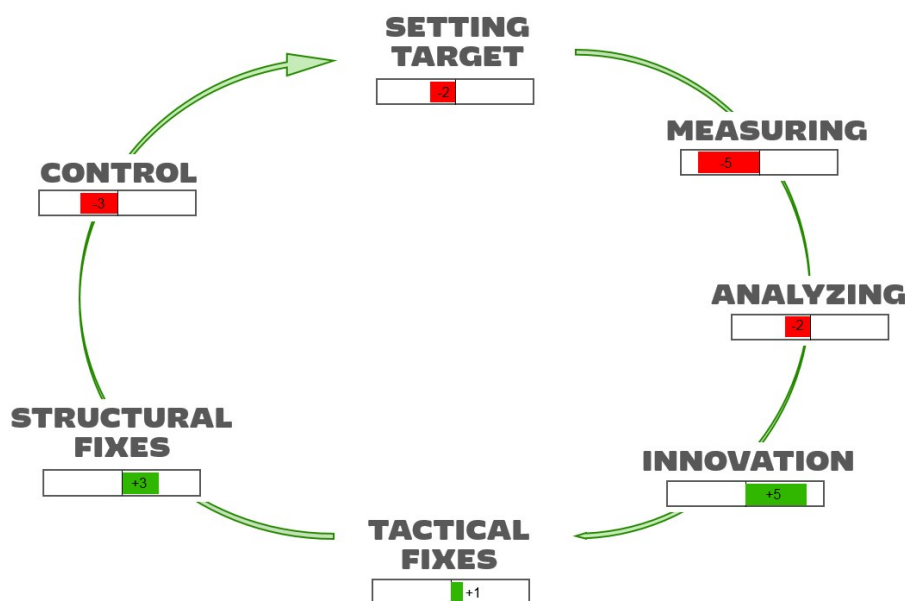 SETTING
TARGET
-2
MEASURING
-5
ANALYZING
-2
INNOVATION
+5
TACTICAL
FIXES
+1
STRUCTURAL
FIXES
+3
CONTROL
-3